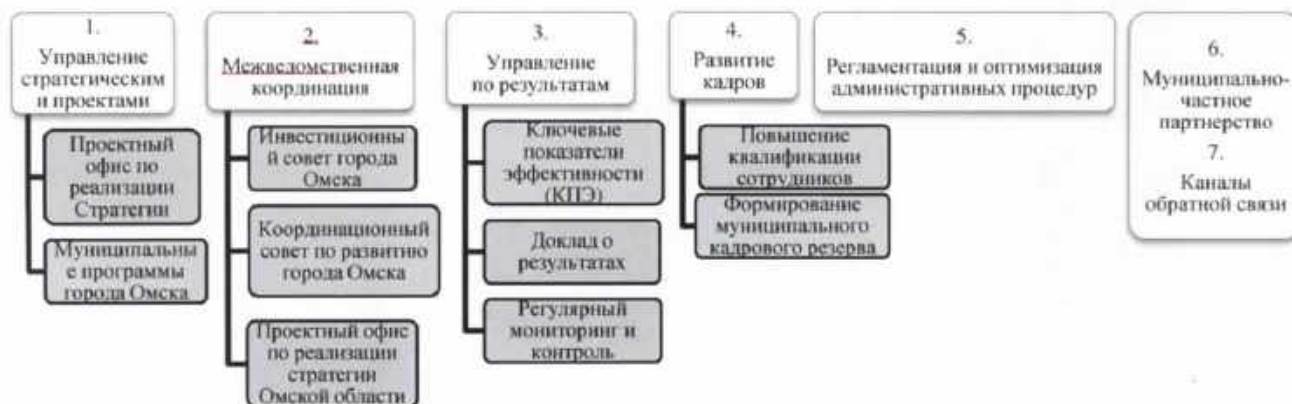 1.
Управление
стратегическим
и проектами
Проектный
офис по
реализации
Стратегии
Муниципальны
е программы
города Омска
2.
Межведомственная
координация
Инвестиционны
й совет города
Омска
Координационный
совет по развитию
города Омска
Проектный офис
по реализации
стратегии
Омской области
3.
Управление
по результатам
Ключевые
показатели
эффективности
(КПЭ)
Доклад о
результатах
Регулярный
мониторинг и
контроль
4.
Развитие
кадров
Повышение
квалификации
сотрудников
Формирование
муниципального
кадрового резерва
5.
Регламентация и оптимизация
административных процедур
6.
Муниципально-
частное
партнерство
7.
Каналы
обратной связи